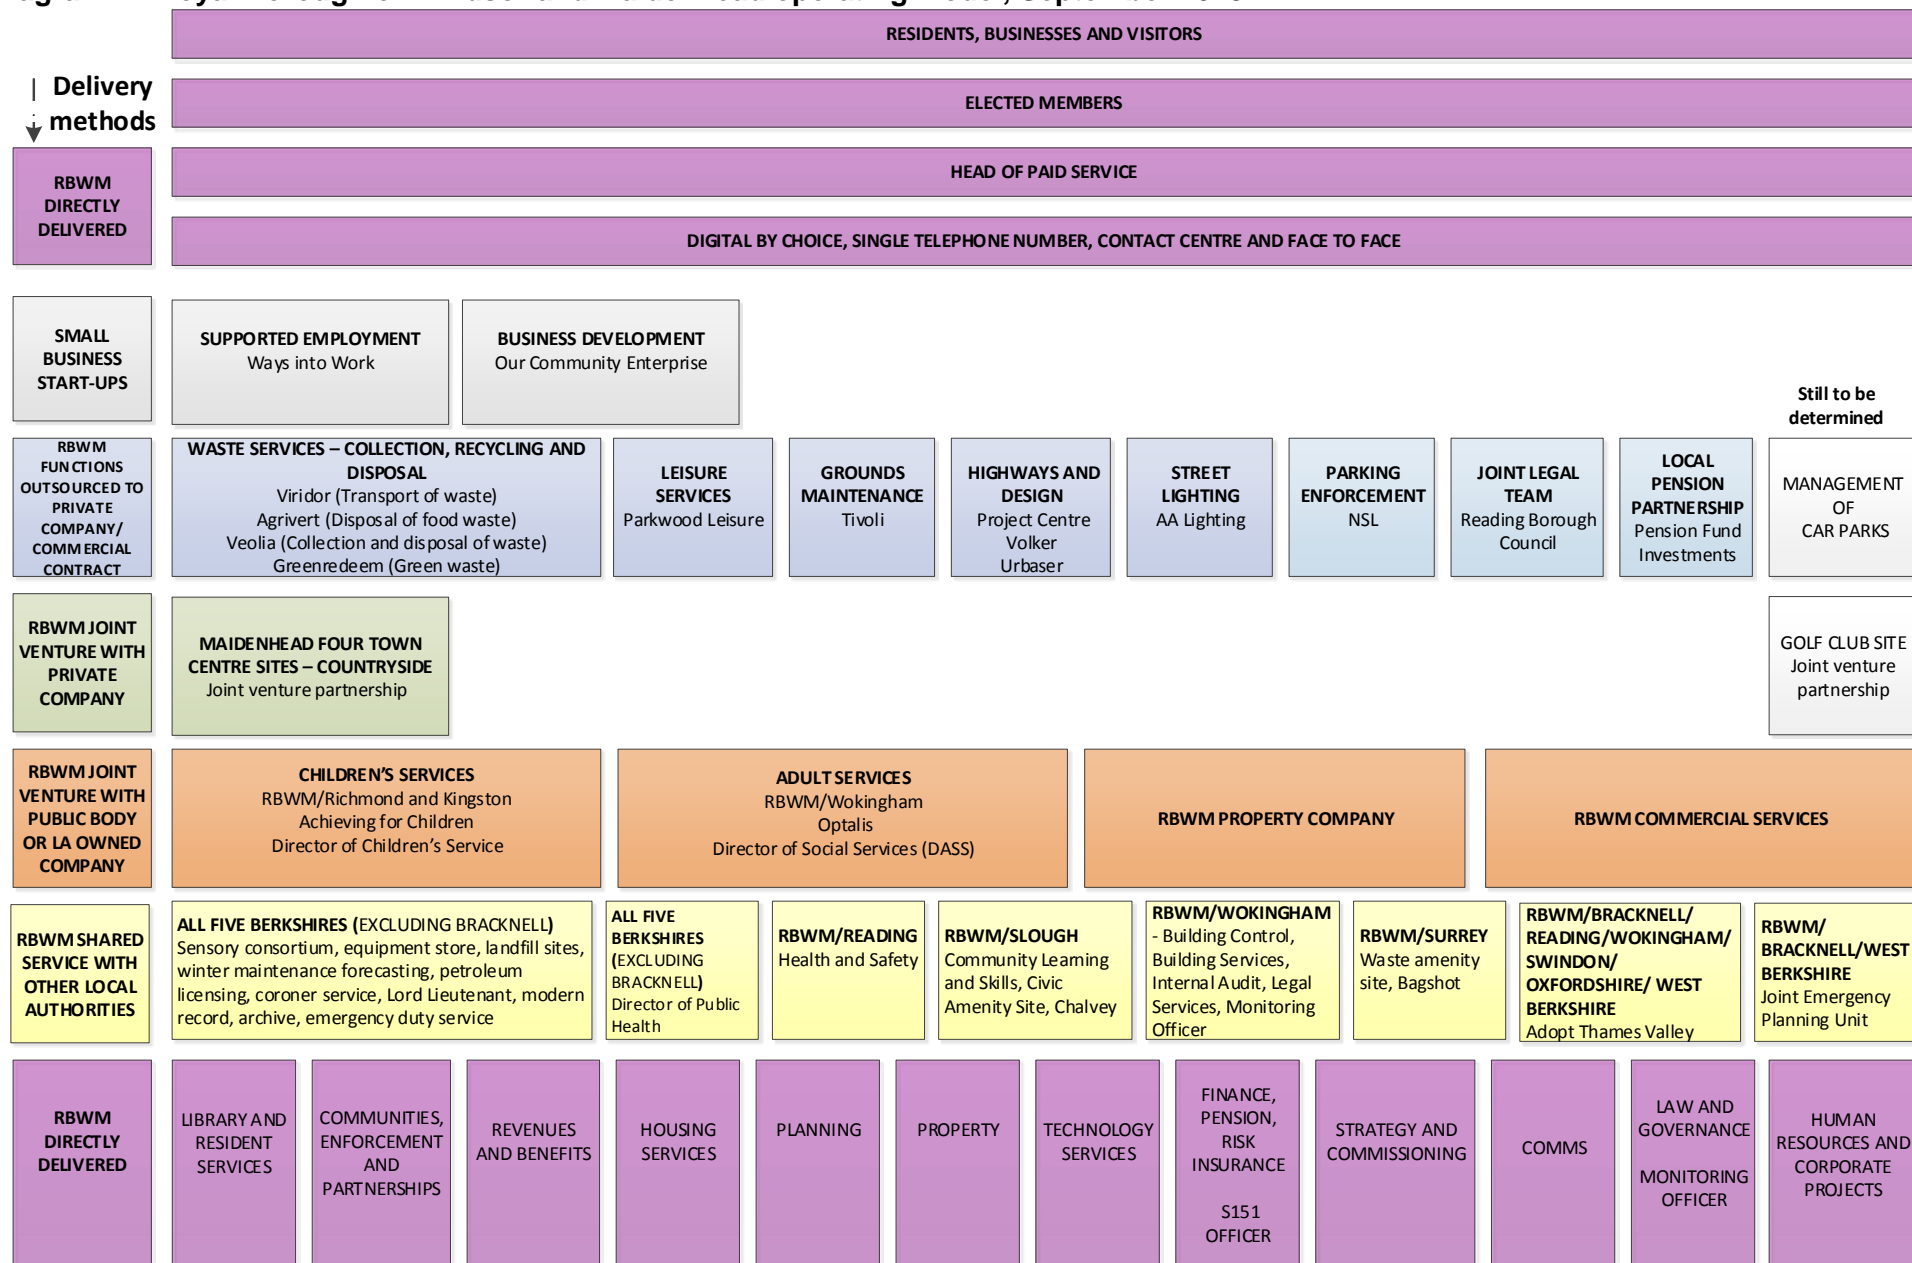 RESIDENTS, BUSINESSES AND VISITORS
Delivery
methods
ELECTED MEMBERS
HEAD OF PAID SERVICE
RBWM
DIRECTLY
DELIVERED
DIGITAL BY CHOICE, SINGLE TELEPHONE NUMBER, CONTACT CENTRE AND FACE TO FACE
SMALL
BUSINESS
START-UPS
SUPPORTED EMPLOYMENT
Ways into Work
BUSINESS DEVELOPMENT
Our Community Enterprise
Still to be
determined
RBWM
FUNCTIONS
OUTSOURCED TO
PRIVATE
COMPANY/
COMMERCIAL
CONTRACT
WASTE SERVICES – COLLECTION, RECYCLING AND
DISPOSAL
Viridor (Transport of waste)
Agrivert (Disposal of food waste)
Veolia (Collection and disposal of waste)
Greenredeem (Green waste)
LEISURE
SERVICES
Parkwood Leisure
GROUNDS
MAINTENANCE
Tivoli
HIGHWAYS AND
DESIGN
Project Centre
Volker
Urbaser
STREET
LIGHTING
AA Lighting
PARKING
ENFORCEMENT
NSL
JOINT LEGAL
TEAM
Reading Borough
Council
LOCAL
PENSION
PARTNERSHIP
Pension Fund
Investments
MANAGEMENT
OF
CAR PARKS
RBWM JOINT
VENTURE WITH
PRIVATE
COMPANY
MAIDENHEAD FOUR TOWN
CENTRE SITES – COUNTRYSIDE
Joint venture partnership
GOLF CLUB SITE
Joint venture
partnership
RBWM JOINT
VENTURE WITH
PUBLIC BODY
OR LA OWNED
COMPANY
CHILDREN’S SERVICES
RBWM/Richmond and Kingston
Achieving for Children
Director of Children’s Service
ADULT SERVICES
RBWM/Wokingham
Optalis
Director of Social Services (DASS)
RBWM PROPERTY COMPANY
RBWM COMMERCIAL SERVICES
RBWM SHARED
SERVICE WITH
OTHER LOCAL
AUTHORITIES
ALL FIVE BERKSHIRES (EXCLUDING BRACKNELL)
Sensory consortium, equipment store, landfill sites,
winter maintenance forecasting, petroleum
licensing, coroner service, Lord Lieutenant, modern
record, archive, emergency duty service
ALL FIVE
BERKSHIRES
(EXCLUDING
BRACKNELL)
Director of Public
Health
RBWM/READING
Health and Safety
RBWM/SLOUGH
Community Learning
and Skills, Civic
Amenity Site, Chalvey
RBWM/WOKINGHAM
- Building Control,
Building Services,
Internal Audit, Legal
Services, Monitoring
Officer
RBWM/SURREY
Waste amenity
site, Bagshot
RBWM/BRACKNELL/
READING/WOKINGHAM/
SWINDON/
OXFORDSHIRE/ WEST
BERKSHIRE
Adopt Thames Valley
RBWM/
BRACKNELL/WEST
BERKSHIRE
Joint Emergency
Planning Unit
RBWM
DIRECTLY
DELIVERED
LIBRARY AND
RESIDENT
SERVICES
COMMUNITIES,
ENFORCEMENT
AND
PARTNERSHIPS
REVENUES
AND BENEFITS
HOUSING
SERVICES
PLANNING
PROPERTY
TECHNOLOGY
SERVICES
FINANCE,
PENSION,
RISK
INSURANCE
S151
OFFICER
STRATEGY AND
COMMISSIONING
COMMS
LAW AND
GOVERNANCE
MONITORING
OFFICER
HUMAN
RESOURCES AND
CORPORATE
PROJECTS